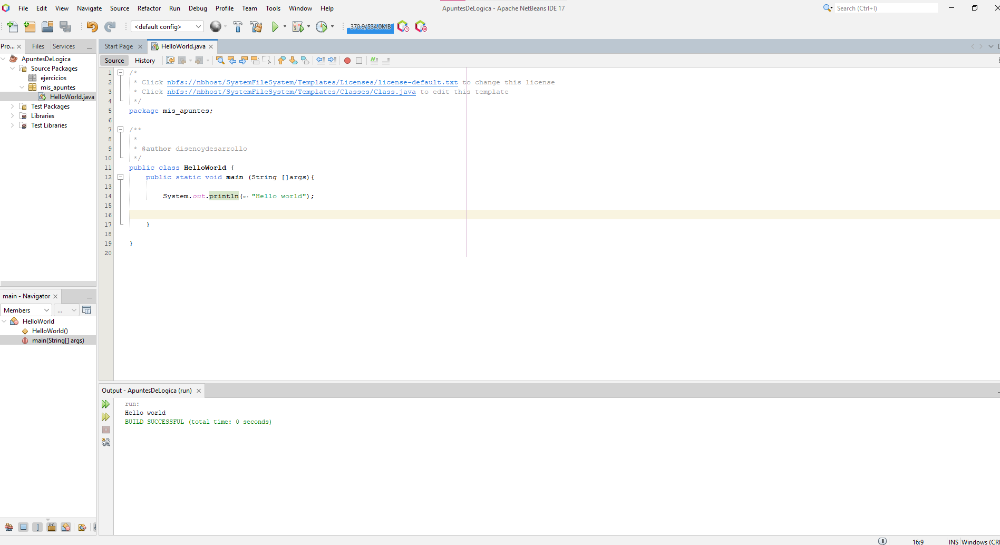 File Edit View Navigate Source Refactor Run Debug Profile Team Tools Window Help
ApuntesDeLogica - Apache NetBeans IDE 17
Search (Ctrl+I)
<default config>
370.9/534.0MB
Pro... Files Services
Start Page HelloWorld.java
ApuntesDeLogica
Source Packages
ejercicios
mis_apuntes
HelloWorld.java
Test Packages
Libraries
Test Libraries
Source History
1 /*
2 * Click nbfs://nbhost/SystemFileSystem/Templates/Licenses/license-default.txt to change this license
3 * Click nbfs://nbhost/SystemFileSystem/Templates/Classes/Class.java to edit this template
4 */
5 package mis_apuntes;
6
7 /**
8 *
9 * @author disenoydesarrollo
10 */
11 public class HelloWorld {
12 public static void main (String []args){
13
14 System.out.println(x: "Hello world");
15
16
17 }
18
19 }
20
main - Navigator
Members ...
HelloWorld
HelloWorld()
main(String[] args)
Output - ApuntesDeLogica (run)
run:
Hello world
BUILD SUCCESSFUL (total time: 0 seconds)
1 16:9 INS Windows (CRI